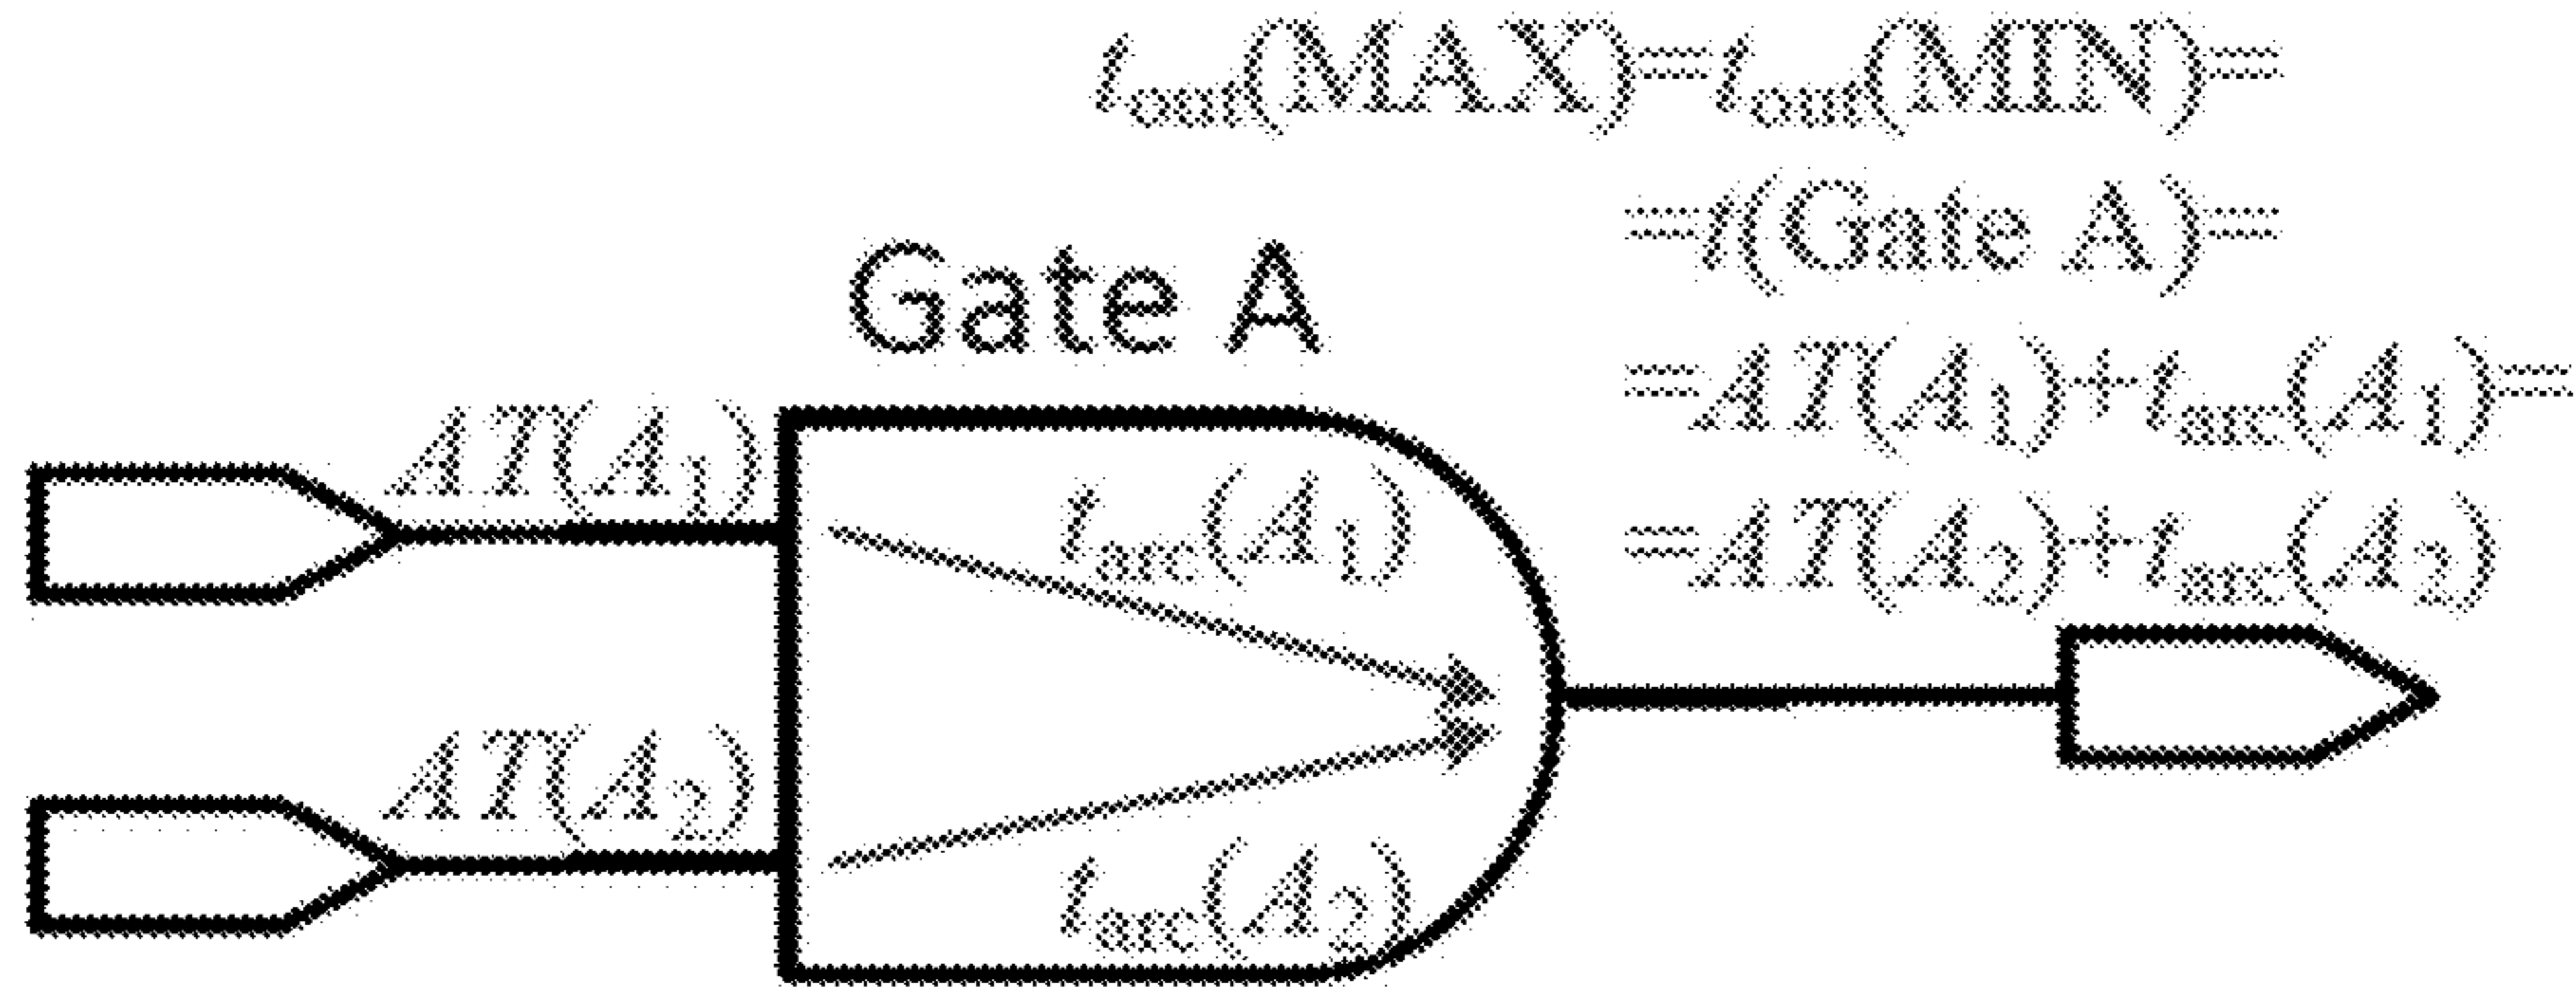 t_out(MAX)=t_out(MIN)=
=t(Gate A)=
Gate A
=AT(A₁)+t_arc(A₁)=
AT(A₁)
t_arc(A₁)
=AT(A₂)+t_arc(A₂)
AT(A₂)
t_arc(A₂)